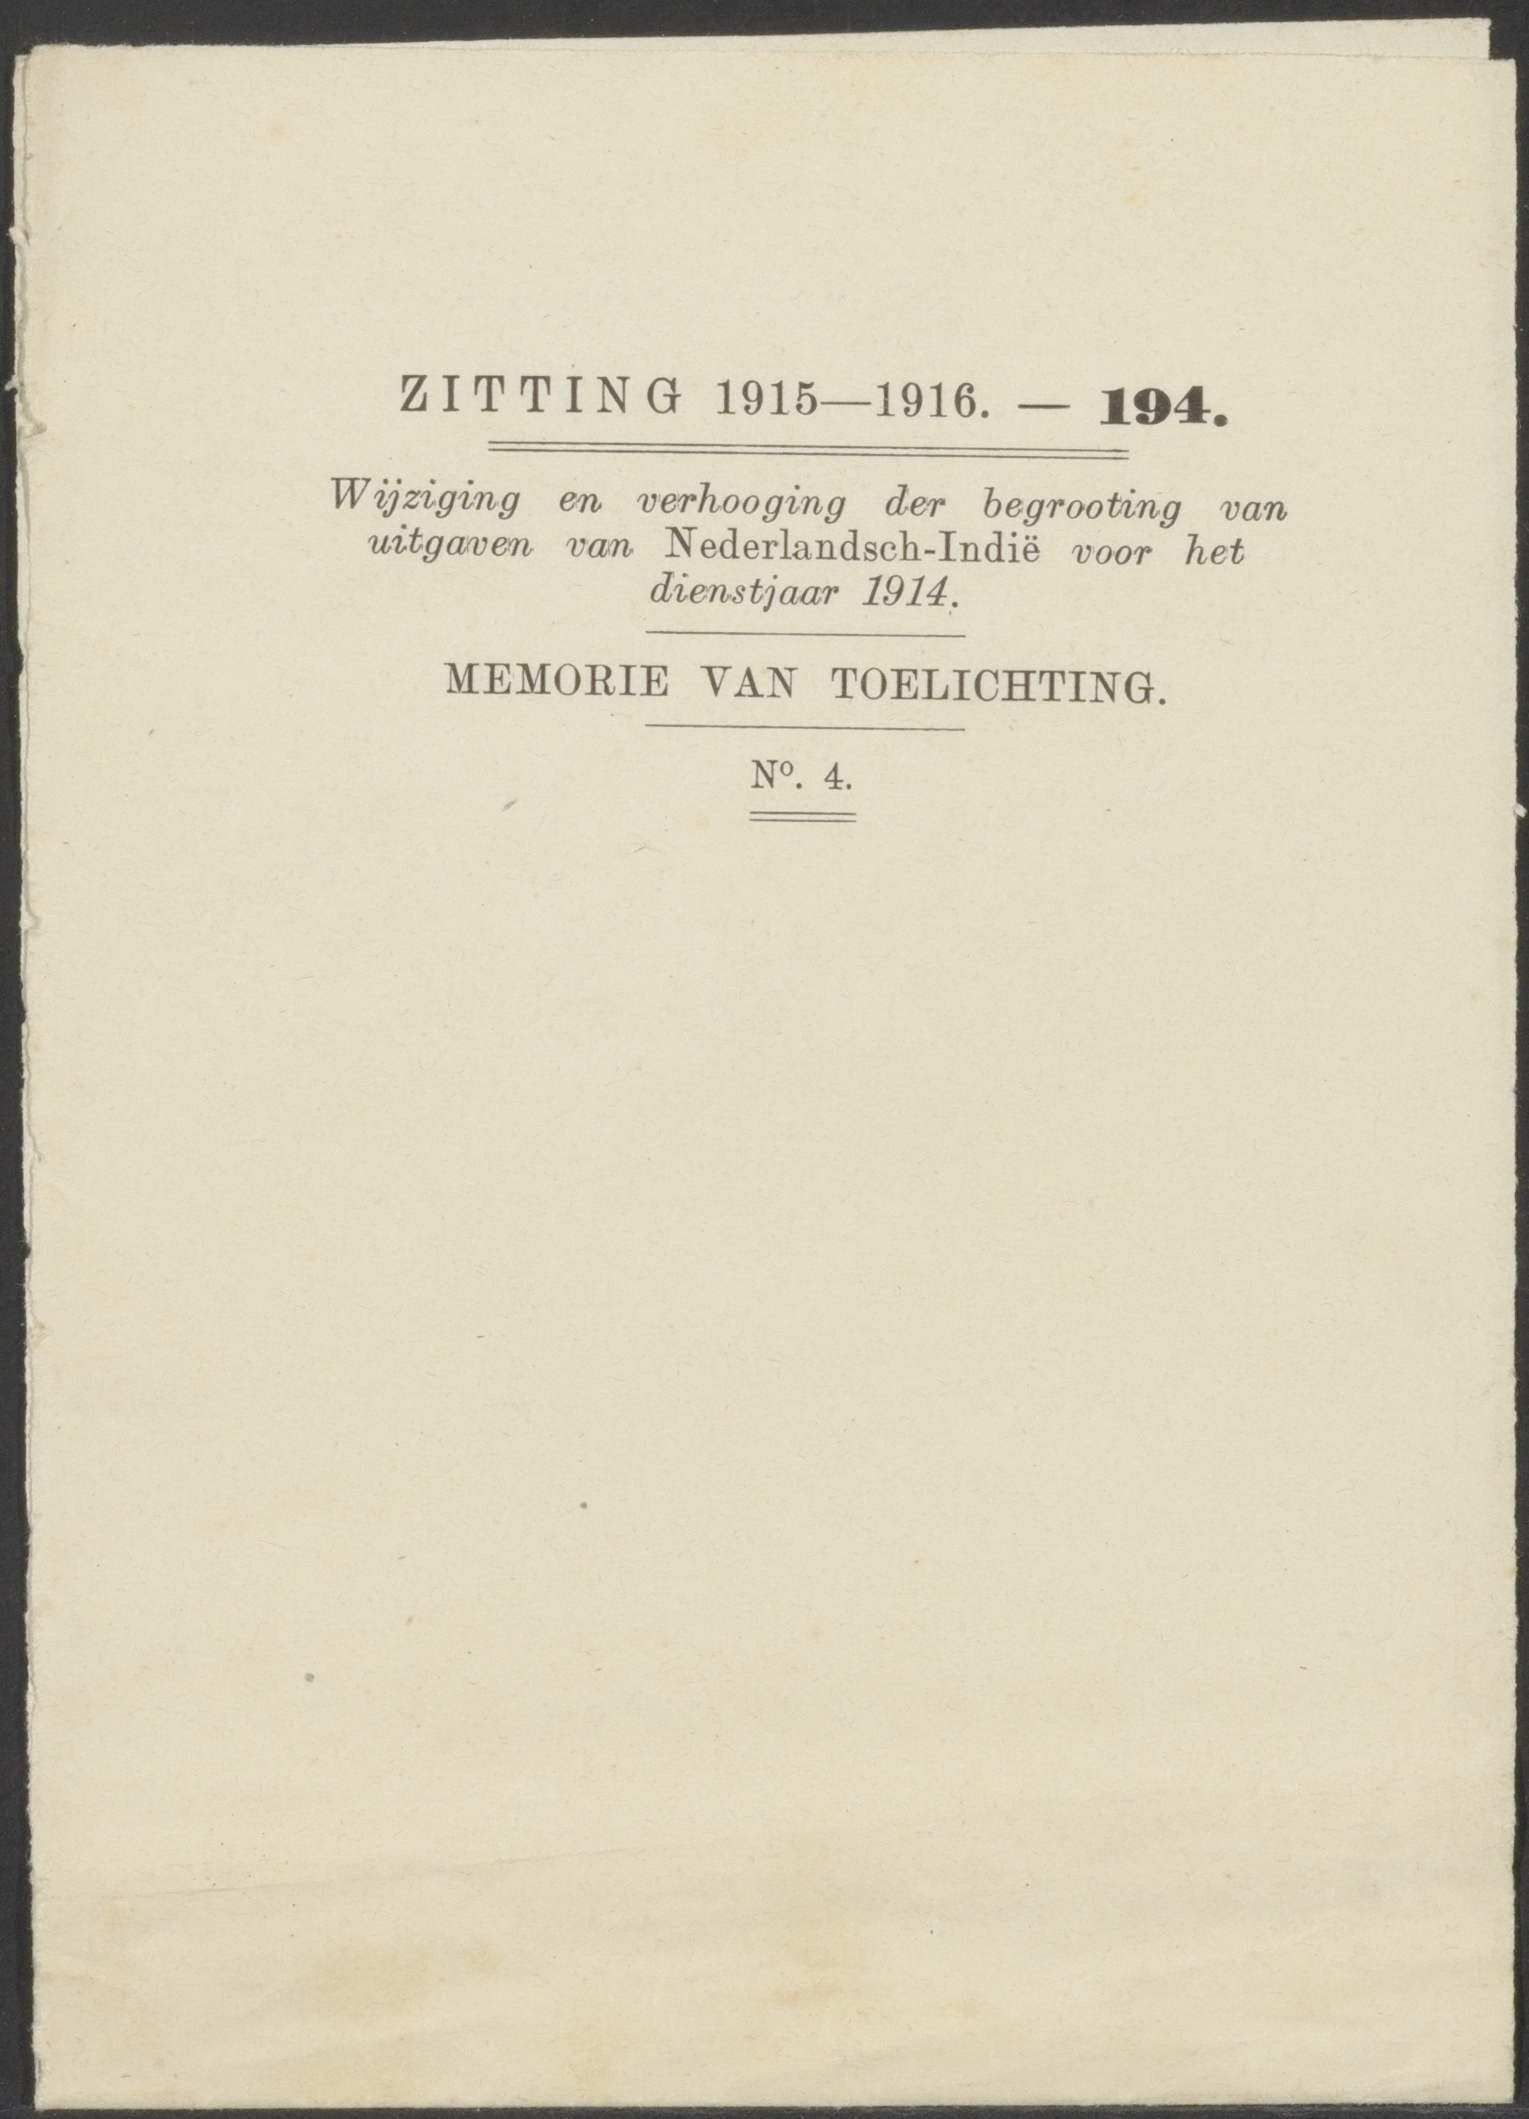 ZITTING 1915—1916. — 194.
Wijziging en verhooging der begrooting van
uitgaven van Nederlandsch-Indië voor het
dienstjaar 1914.
MEMORIE VAN TOELICHTING.
Nº. 4.